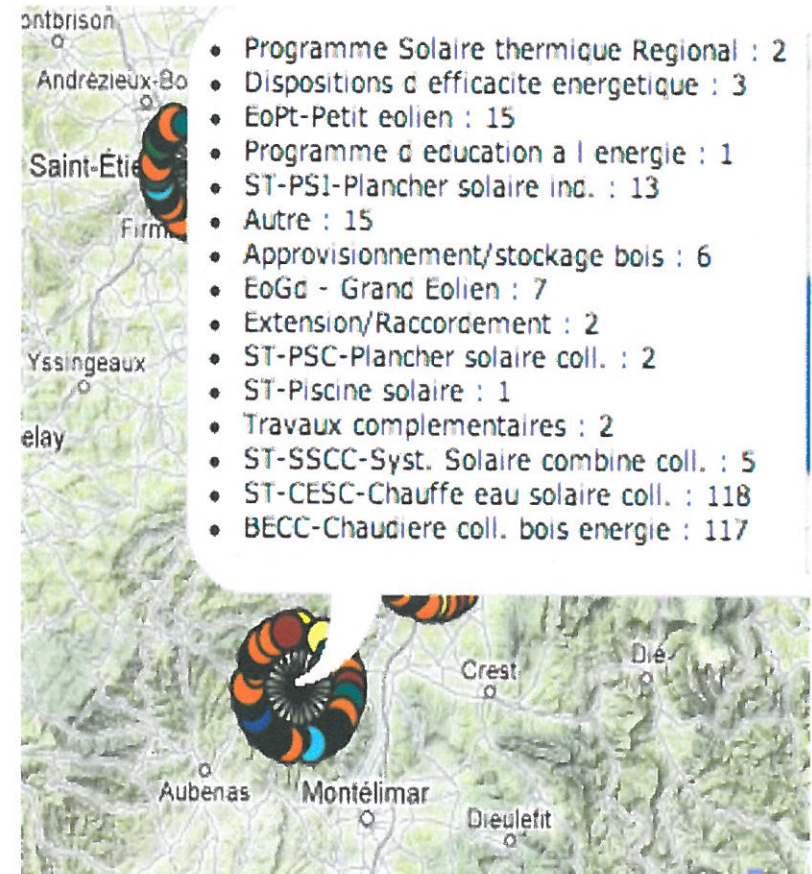 ontbrison
Andrézieux-Bo
Saint-Étie
Firm
Yssingeaux
elay
• Programme Solaire thermique Regional : 2
• Dispositions d efficacite energetique : 3
• EoPt-Petit eolien : 15
• Programme d education a l energie : 1
• ST-PSI-Plancher solaire ind. : 13
• Autre : 15
• Approvisionnement/stockage bois : 6
• EoGd - Grand Eolien : 7
• Extension/Raccordement : 2
• ST-PSC-Plancher solaire coll. : 2
• ST-Piscine solaire : 1
• Travaux complementaires : 2
• ST-SSCC-Syst. Solaire combine coll. : 5
• ST-CESC-Chauffe eau solaire coll. : 118
• BECC-Chaudiere coll. bois energie : 117
Crest
Die
Aubenas
Montélimar
Dieulefit